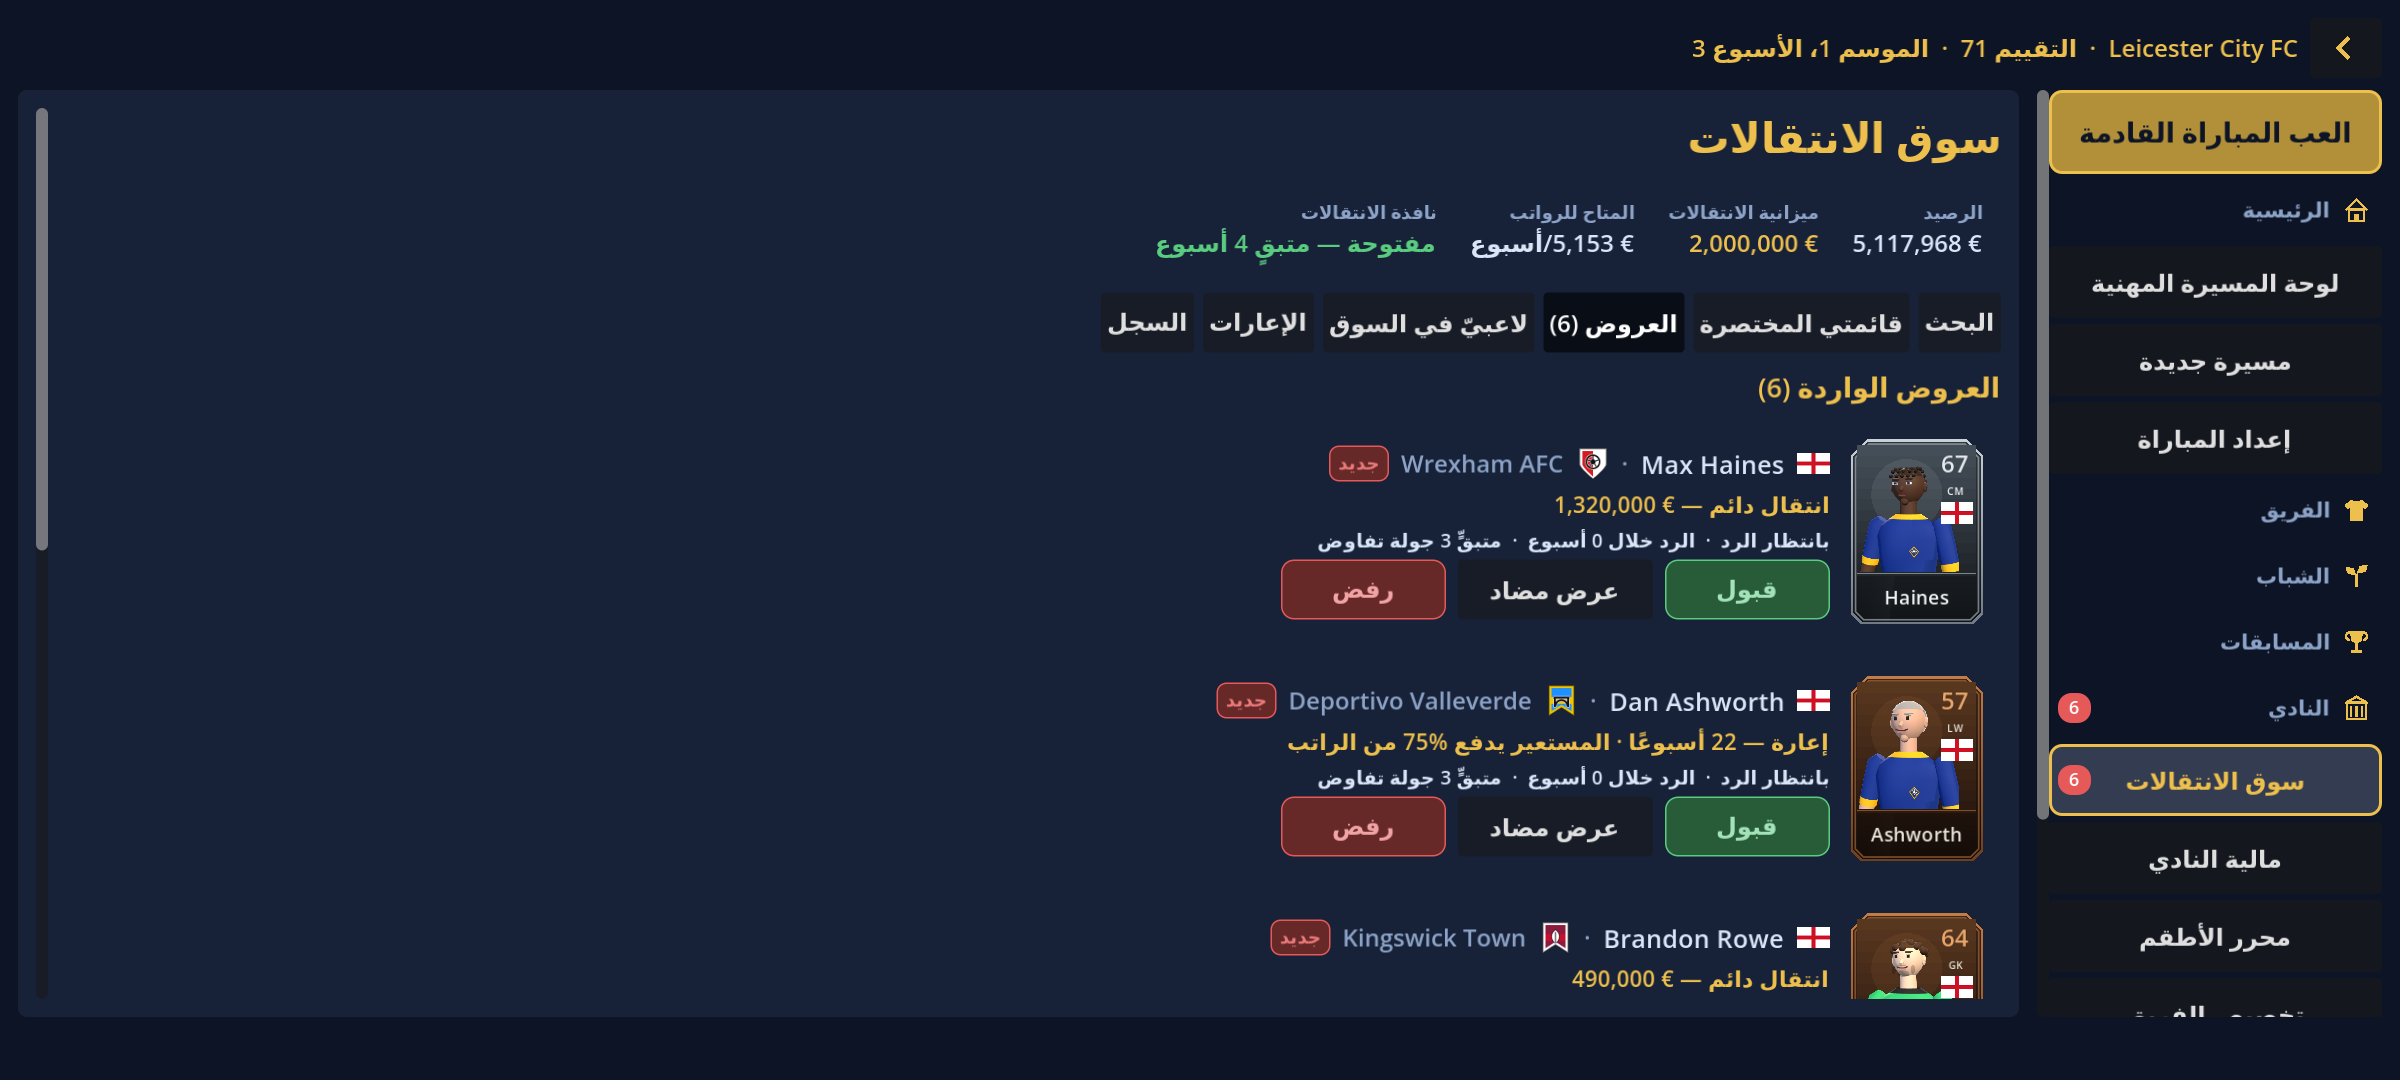 Leicester City FC · التقييم 71 · الموسم 1، الأسبوع 3
العب المباراة القادمة
الرئيسية
لوحة المسيرة المهنية
مسيرة جديدة
إعداد المباراة
الفريق
الشباب
المسابقات
النادي 6
سوق الانتقالات 6
مالية النادي
محرر الأطقم
سوق الانتقالات
الرصيد
5,117,968 €
ميزانية الانتقالات
2,000,000 €
المتاح للرواتب
5,153 €/أسبوع
نافذة الانتقالات
مفتوحة — متبقٍ 4 أسبوع
البحث
قائمتي المختصرة
العروض (6)
لاعبيّ في السوق
الإعارات
السجل
العروض الواردة (6)
67
CM
Haines
Max Haines · Wrexham AFC جديد
انتقال دائم — 1,320,000 €
بانتظار الرد · الرد خلال 0 أسبوع · متبقٍّ 3 جولة تفاوض
قبول
عرض مضاد
رفض
57
LW
Ashworth
Dan Ashworth · Deportivo Valleverde جديد
إعارة — 22 أسبوعًا · المستعير يدفع 75% من الراتب
بانتظار الرد · الرد خلال 0 أسبوع · متبقٍّ 3 جولة تفاوض
قبول
عرض مضاد
رفض
64
GK
Brandon Rowe · Kingswick Town جديد
انتقال دائم — 490,000 €